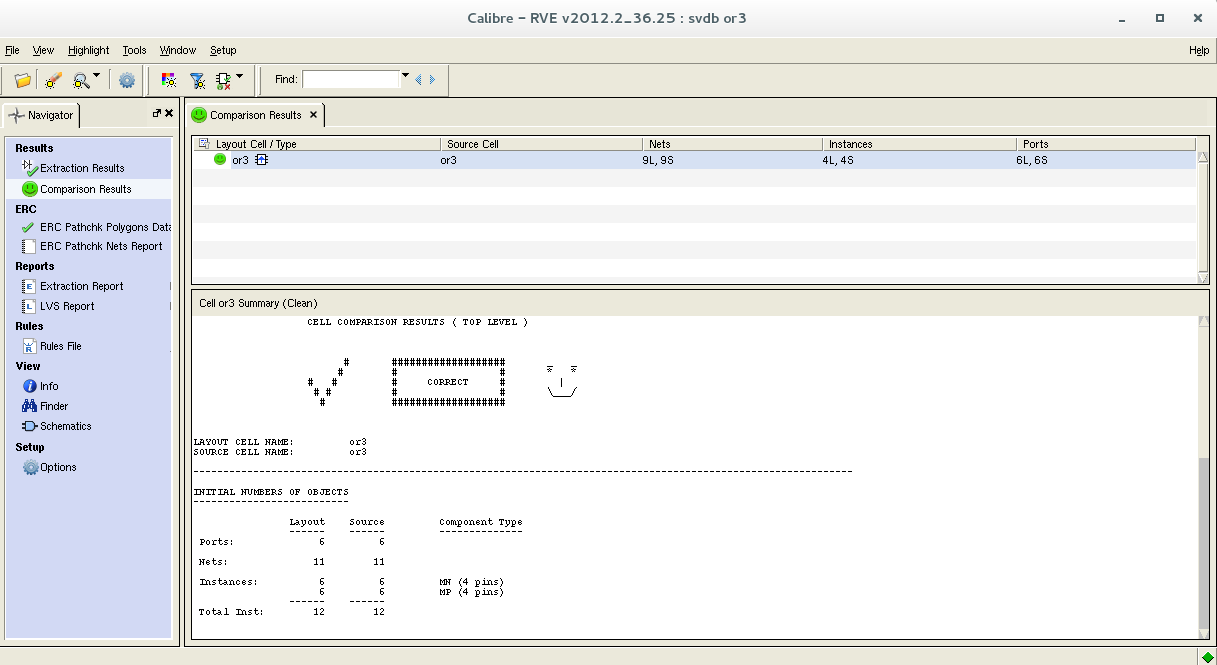 Calibre - RVE v2012.2_36.25 : svdb or3
File View Highlight Tools Window Setup Help
Find:
Navigator
Results
Extraction Results
Comparison Results
ERC
ERC Pathchk Polygons Data
ERC Pathchk Nets Report
Reports
Extraction Report
LVS Report
Rules
Rules File
View
Info
Finder
Schematics
Setup
Options
Comparison Results
Layout Cell / Type Source Cell Nets Instances Ports
or3 or3 9L, 9S 4L, 4S 6L, 6S
Cell or3 Summary (Clean)
CELL COMPARISON RESULTS ( TOP LEVEL )
CORRECT
LAYOUT CELL NAME: or3
SOURCE CELL NAME: or3
INITIAL NUMBERS OF OBJECTS
Layout Source Component Type
Ports: 6 6
Nets: 11 11
Instances: 6 6 MN (4 pins)
6 6 MP (4 pins)
Total Inst: 12 12